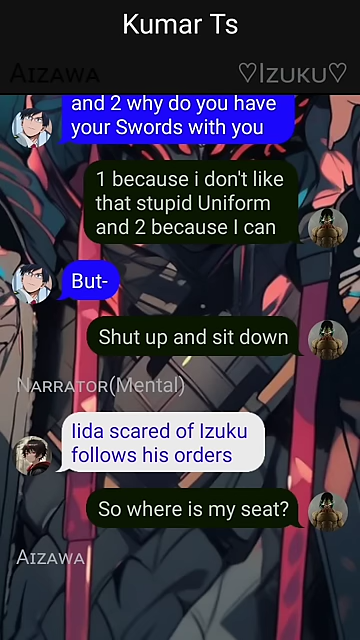 Kumar Ts
AIZAWA
♡IZUKU♡
and 2 why do you have
your Swords with you
1 because i don't like
that stupid Uniform
and 2 because I can
But-
Shut up and sit down
NARRATOR(Mental)
Iida scared of Izuku
follows his orders
So where is my seat?
AIZAWA